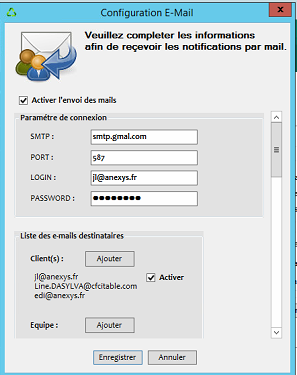 Configuration E-Mail
Veuillez completer les informations
afin de reçevoir les notifications par mail.
Activer l'envoi des mails
Paramétre de connexion
SMTP :
smtp.gmal.com
PORT :
587
LOGIN :
jl@anexys.fr
PASSWORD :
Liste des e-mails destinataires
Client(s) :
Ajouter
jl@anexys.fr
Activer
Line.DASYLVA@cfcitable.com
edi@anexys.fr
Equipe :
Ajouter
Enregistrer
Annuler